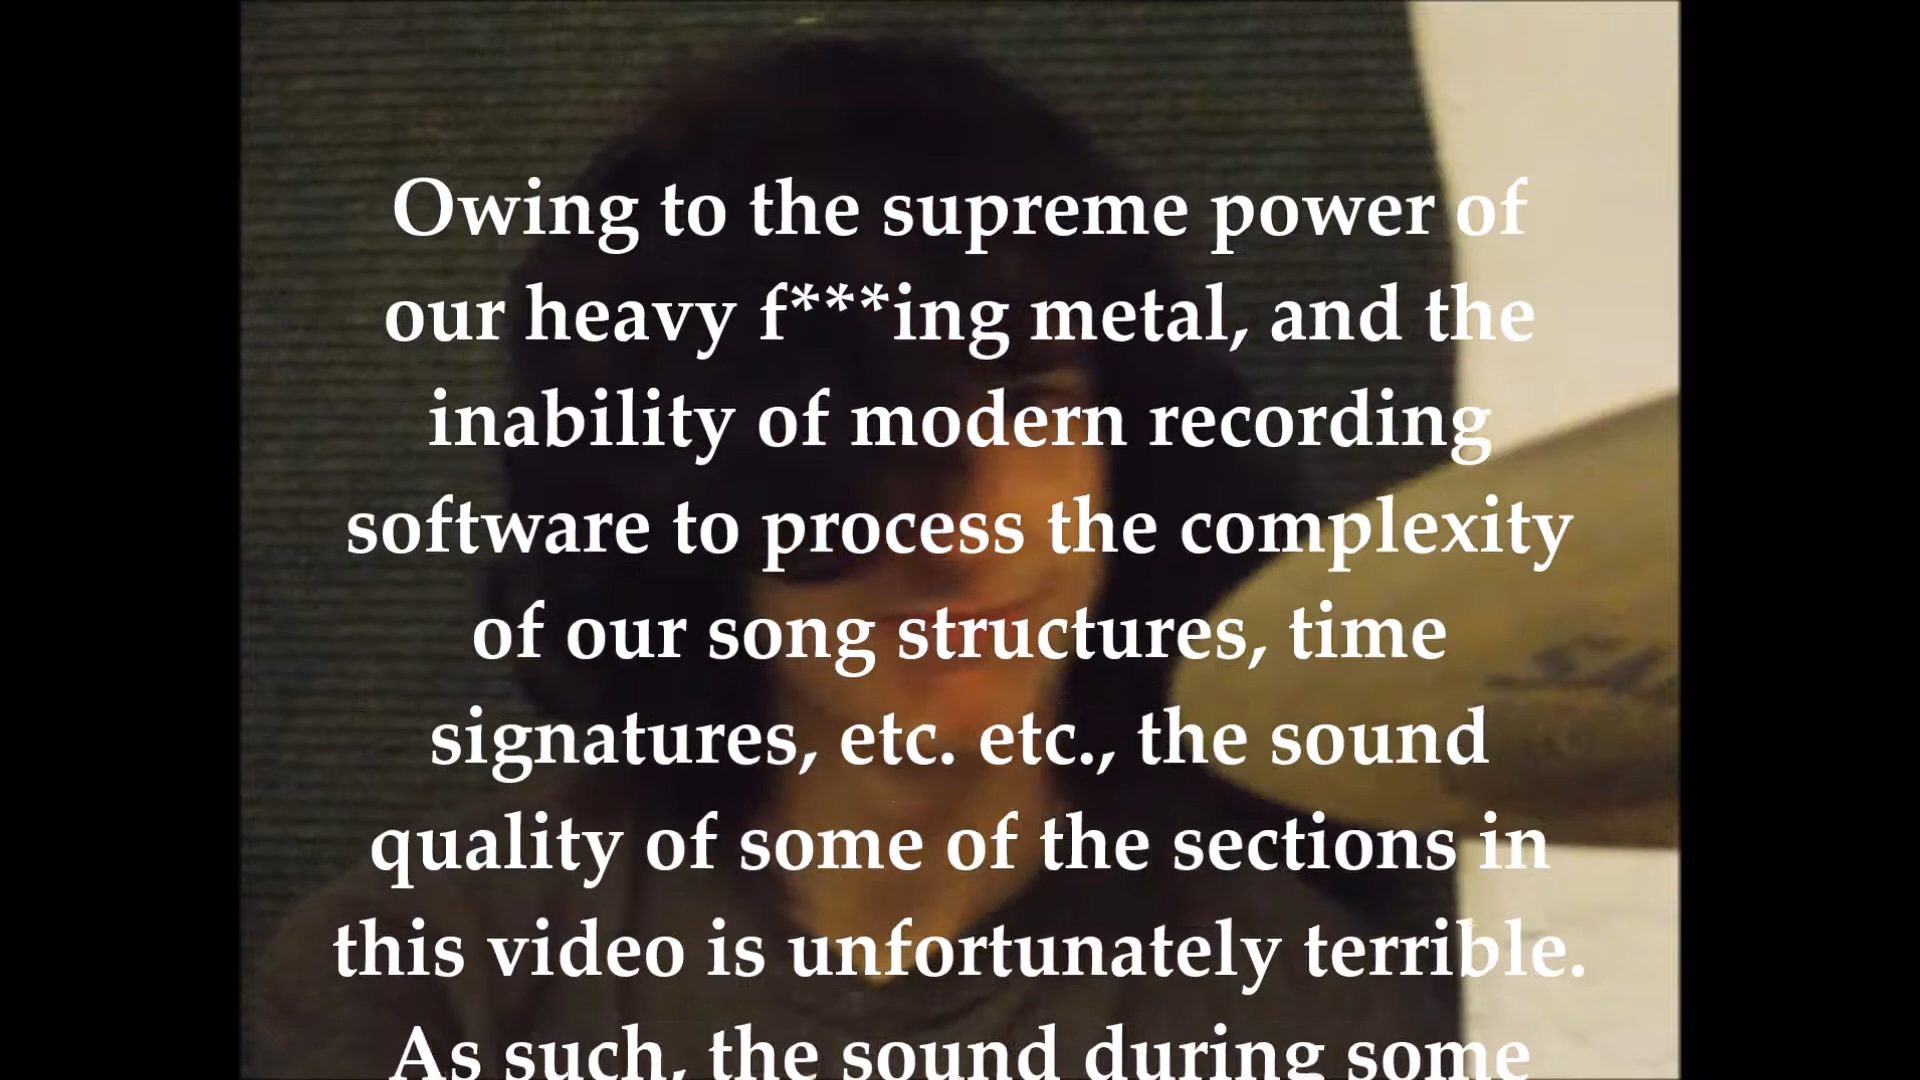 Owing to the supreme power of
our heavy f***ing metal, and the
inability of modern recording
software to process the complexity
of our song structures, time
signatures, etc. etc., the sound
quality of some of the sections in
this video is unfortunately terrible.
As such, the sound during some